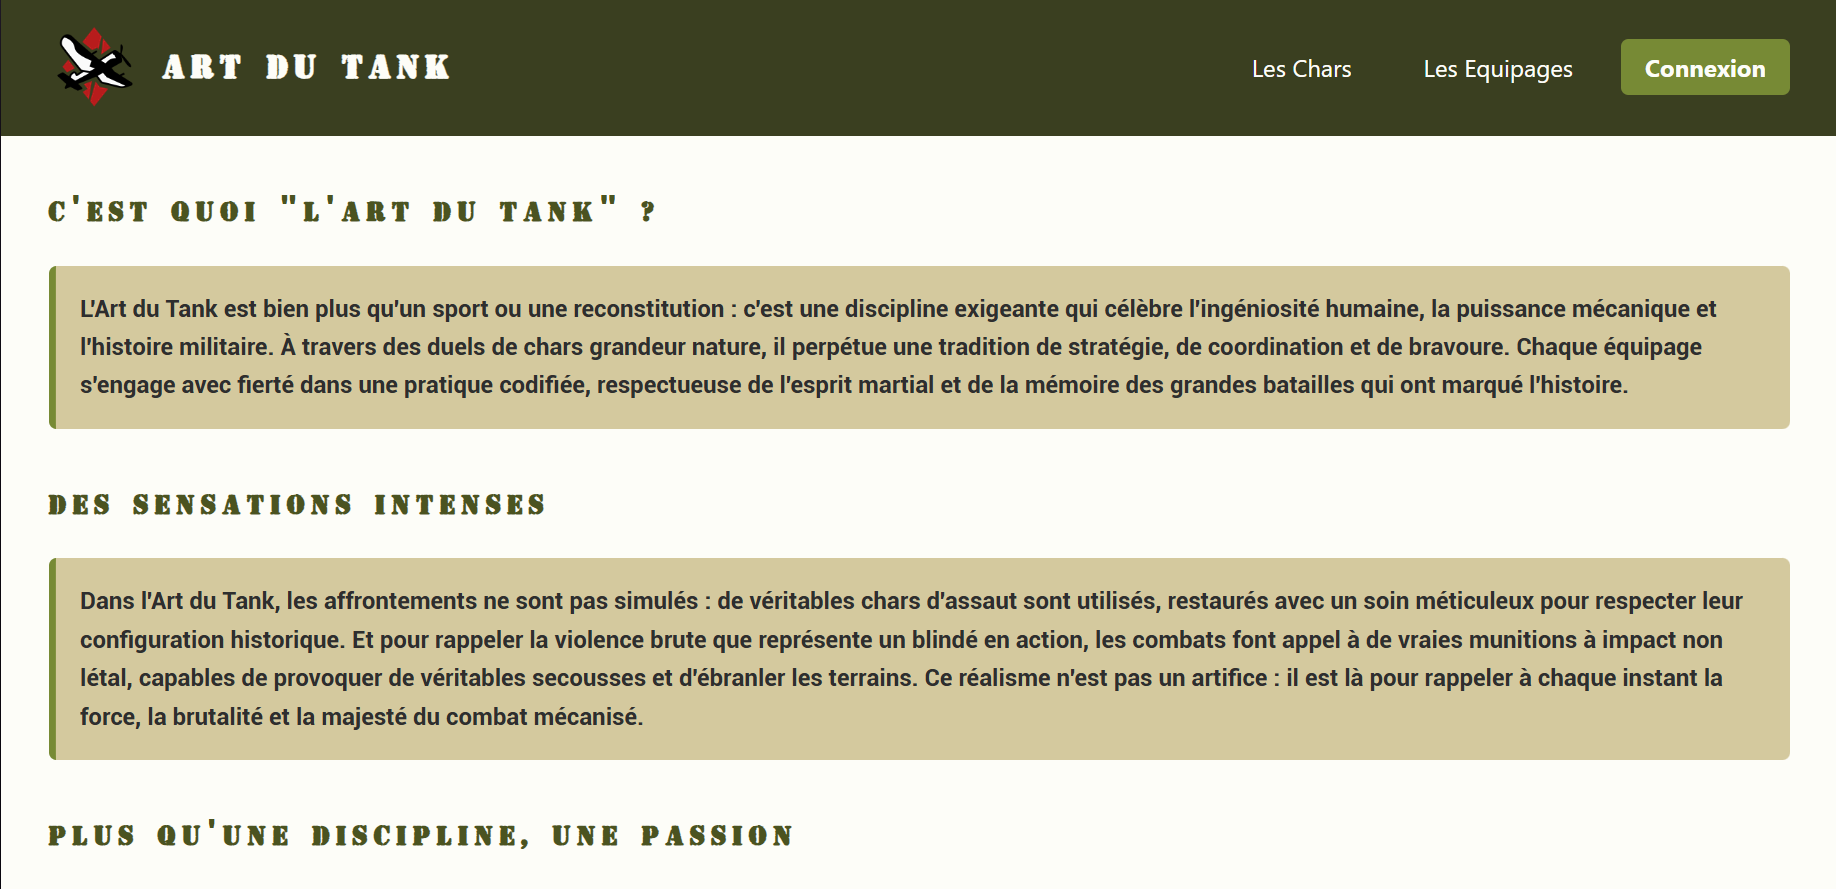 ART DU TANK
Les Chars
Les Equipages
Connexion
C'EST QUOI "L'ART DU TANK" ?
L'Art du Tank est bien plus qu'un sport ou une reconstitution : c'est une discipline exigeante qui célèbre l'ingéniosité humaine, la puissance mécanique et
l'histoire militaire. À travers des duels de chars grandeur nature, il perpétue une tradition de stratégie, de coordination et de bravoure. Chaque équipage
s'engage avec fierté dans une pratique codifiée, respectueuse de l'esprit martial et de la mémoire des grandes batailles qui ont marqué l'histoire.
DES SENSATIONS INTENSES
Dans l'Art du Tank, les affrontements ne sont pas simulés : de véritables chars d'assaut sont utilisés, restaurés avec un soin méticuleux pour respecter leur
configuration historique. Et pour rappeler la violence brute que représente un blindé en action, les combats font appel à de vraies munitions à impact non
létal, capables de provoquer de véritables secousses et d'ébranler les terrains. Ce réalisme n'est pas un artifice : il est là pour rappeler à chaque instant la
force, la brutalité et la majesté du combat mécanisé.
PLUS QU'UNE DISCIPLINE, UNE PASSION